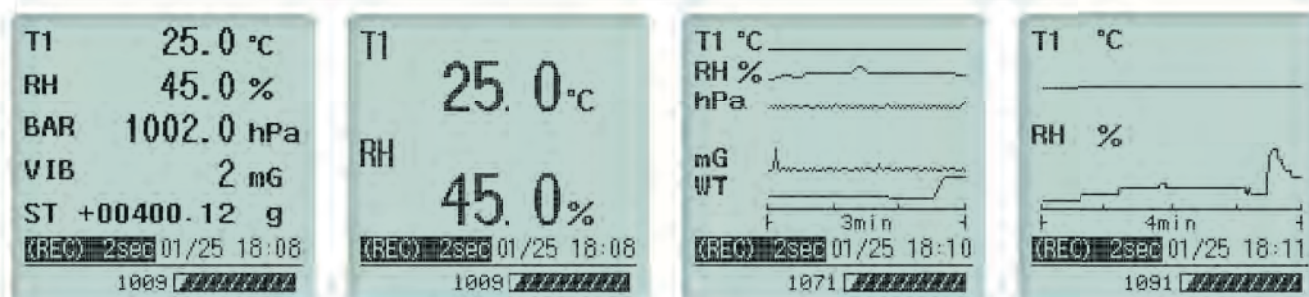 T1 25.0 °C
RH 45.0 %
BAR 1002.0 hPa
VIB 2 mG
ST +00400.12 g
(REC) 2sec 01/25 18:08
1009
T1
25.0 °C
RH
45.0 %
(REC) 2sec 01/25 18:08
1009
T1 °C
RH %
hPa
mG
WT
3min
(REC) 2sec 01/25 18:10
1071
T1 °C
RH %
4min
(REC) 2sec 01/25 18:11
1091